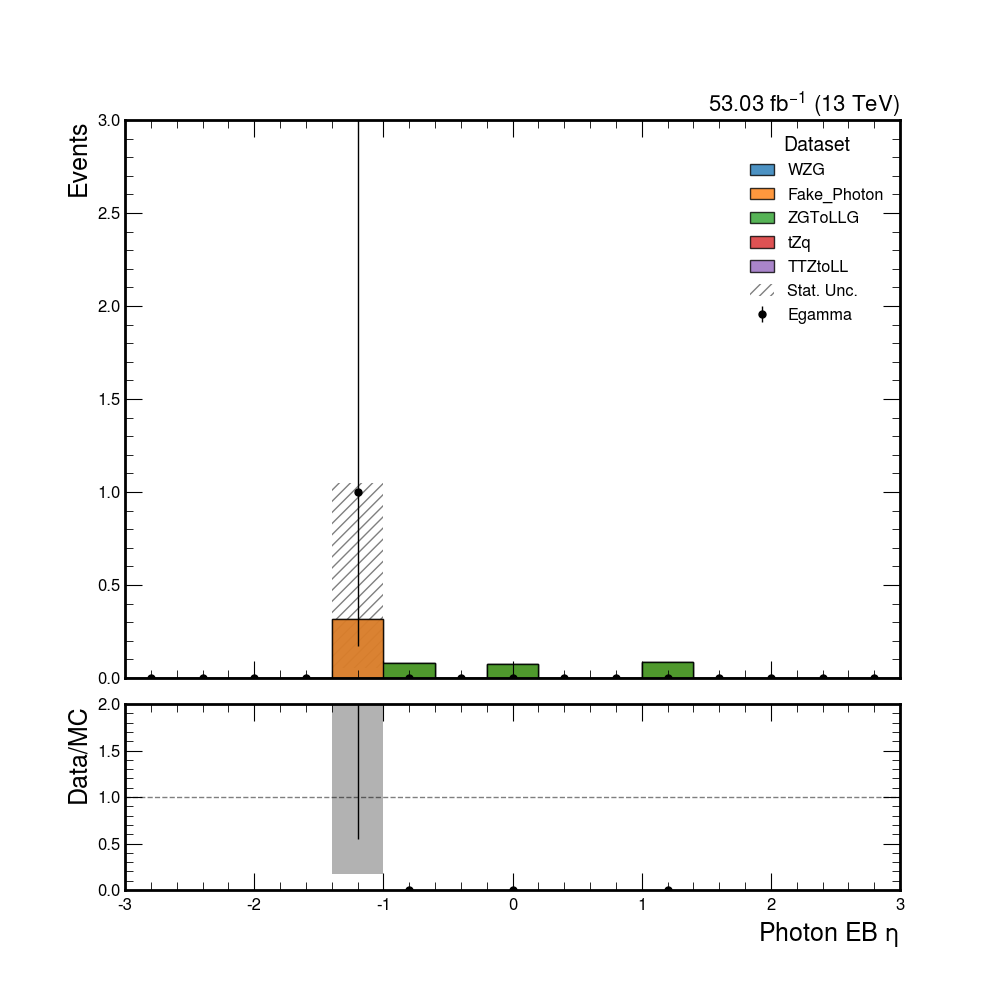 53.03 fb⁻¹ (13 TeV)
Events
3.0
2.5
2.0
1.5
1.0
0.5
0.0
Dataset
WZG
Fake_Photon
ZGToLLG
tZq
TTZtoLL
Stat. Unc.
Egamma
Data/MC
2.0
1.5
1.0
0.5
0.0
-3 -2 -1 0 1 2 3
Photon EB η